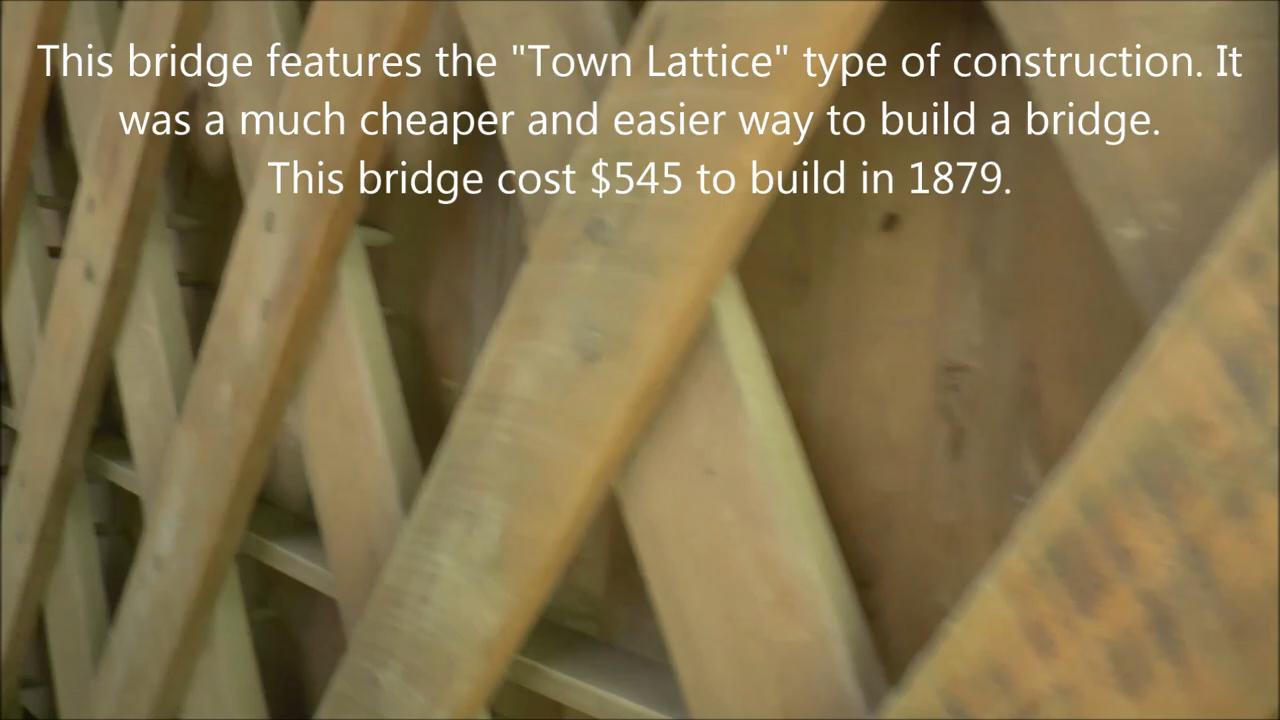 This bridge features the "Town Lattice" type of construction. It
was a much cheaper and easier way to build a bridge.
This bridge cost $545 to build in 1879.